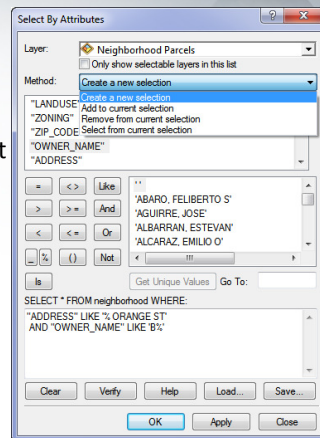 Select By Attributes
Layer: Neighborhood Parcels
Only show selectable layers in this list
Method: Create a new selection
Create a new selection
Add to current selection
Remove from current selection
Select from current selection
"LANDUSE
"ZONING"
"ZIP_CODE
"OWNER_NAME"
"ADDRESS"
t
= <> Like
> >= And
< <= Or
_ % () Not
Is
''
'ABARO, FELIBERTO S'
'AGUIRRE, JOSE'
'ALBARRAN, ESTEVAN'
'ALCARAZ, EMILIO O'
Get Unique Values Go To:
SELECT * FROM neighborhood WHERE:
"ADDRESS" LIKE '% ORANGE ST'
AND "OWNER_NAME" LIKE 'B%'
Clear Verify Help Load... Save...
OK Apply Close